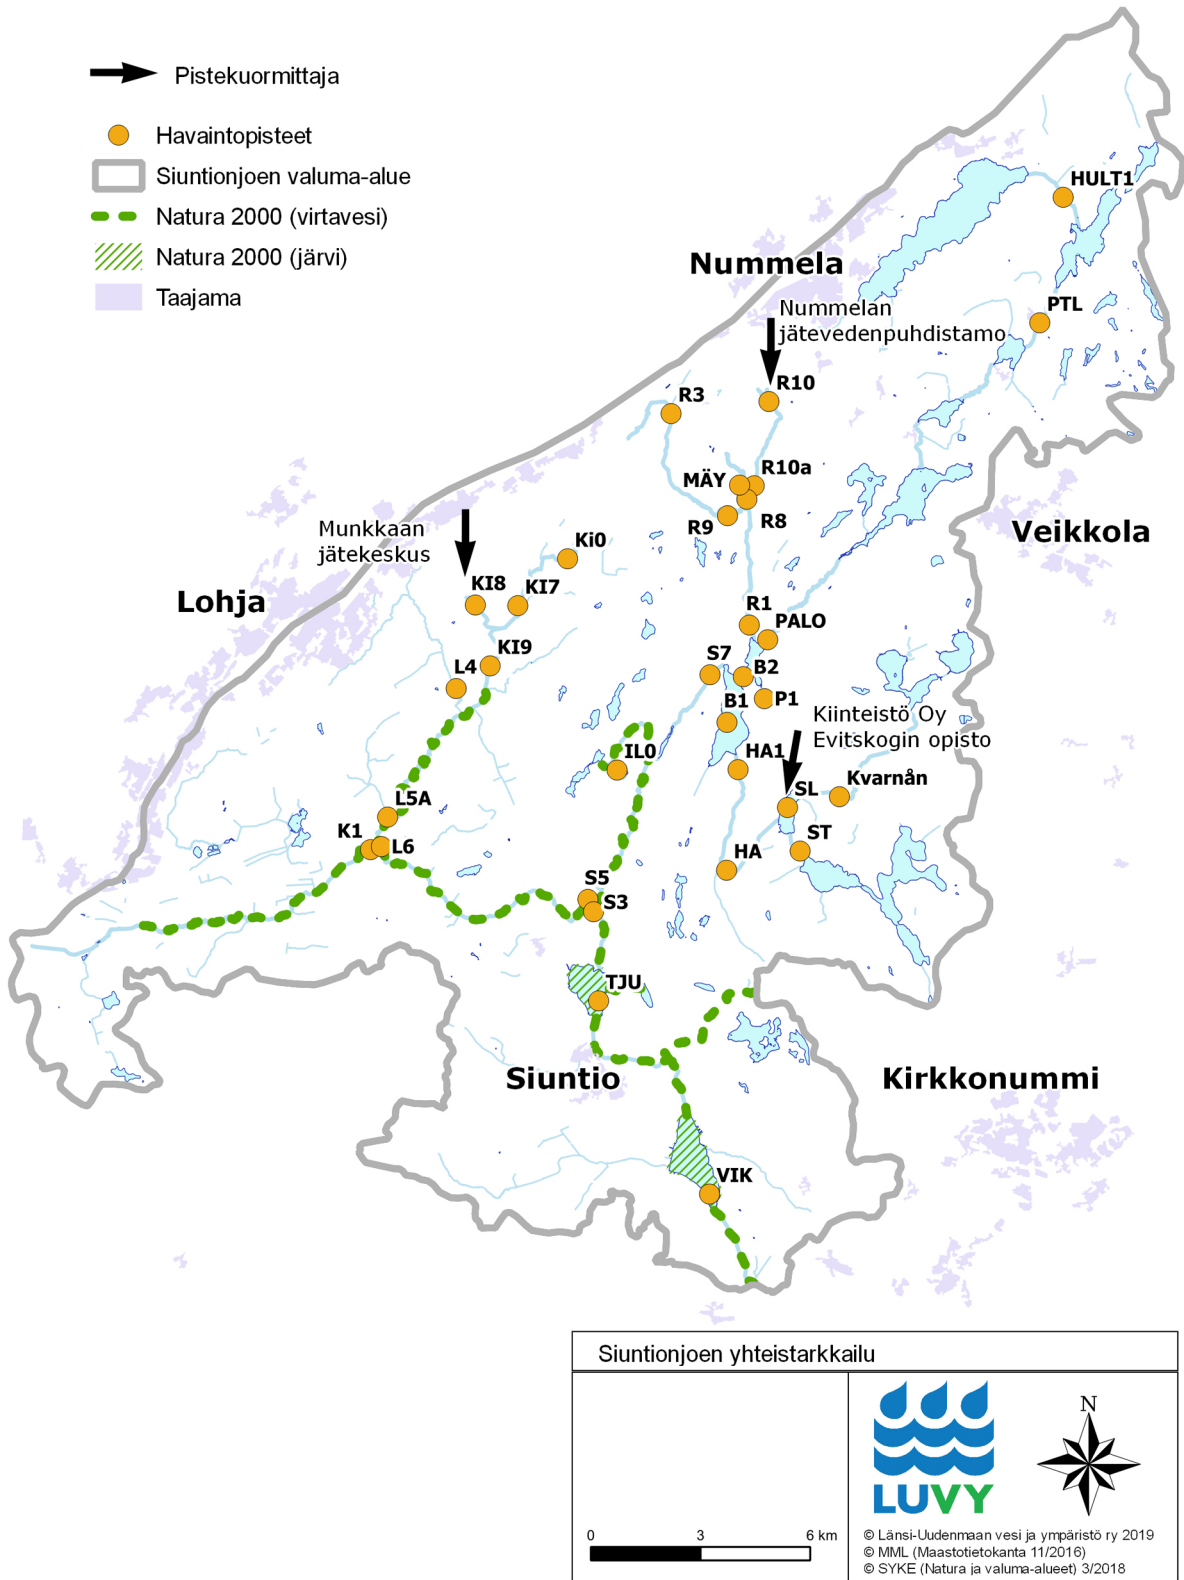 Pistekuormittaja
Havaintopisteet
Siuntionjoen valuma-alue
Natura 2000 (virtavesi)
Natura 2000 (järvi)
Taajama
HULT1
Nummela
PTL
Nummelan
jätevedenpuhdistamo
R3
R10
MÄY
R10a
R9
R8
Veikkola
Munkkaan
jätekeskus
Ki0
KI8
KI7
Lohja
R1
PALO
KI9
L4
S7
B2
P1
B1
Kiinteistö Oy
Evitskogin opisto
IL0
HA1
SL
Kvarnån
L5A
K1
L6
ST
HA
S5
S3
TJU
Siuntio
Kirkkonummi
VIK
Siuntionjoen yhteistarkkailu
N
LUVY
0 3 6 km
© Länsi-Uudenmaan vesi ja ympäristö ry 2019
© MML (Maastotietokanta 11/2016)
© SYKE (Natura ja valuma-alueet) 3/2018